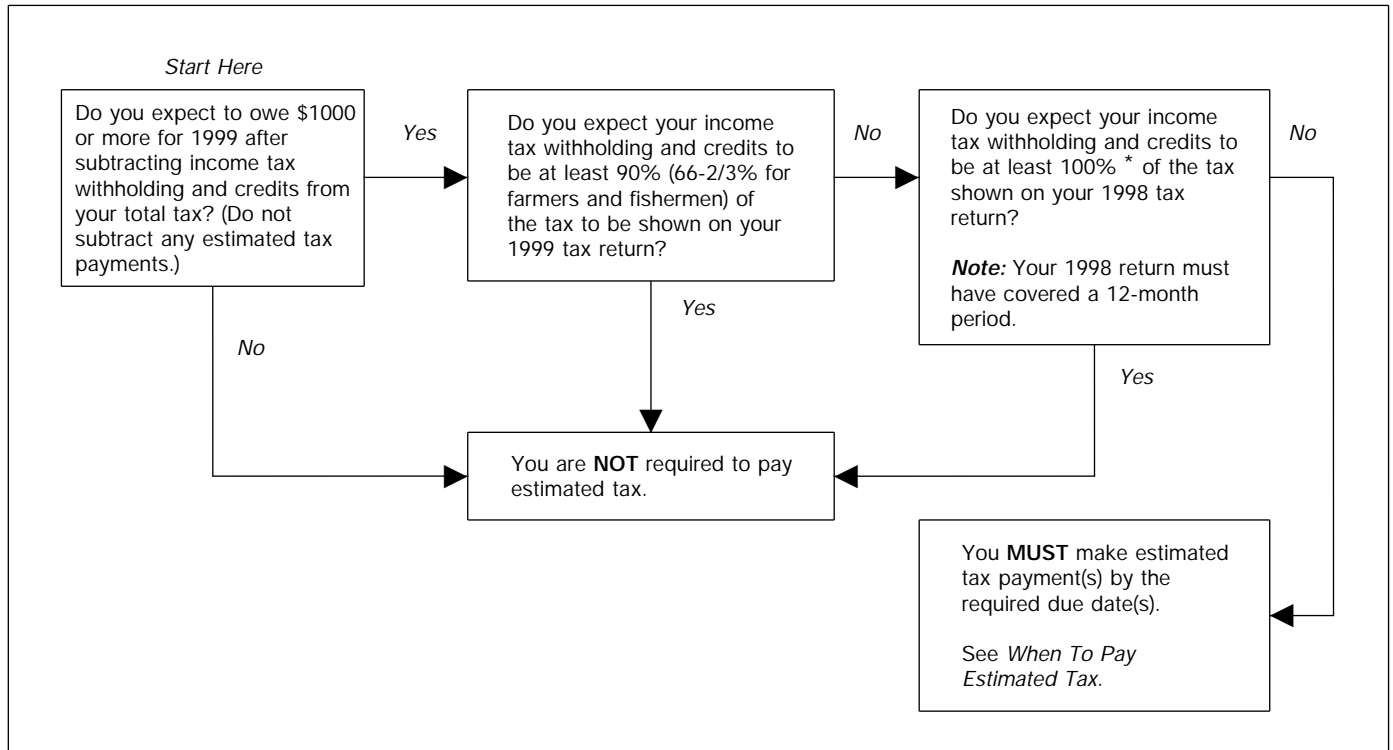 Start Here
Do you expect to owe $1000
or more for 1999 after
subtracting income tax
withholding and credits from
your total tax? (Do not
subtract any estimated tax
payments.)
Yes
No
Do you expect your income
tax withholding and credits to
be at least 90% (66-2/3% for
farmers and fishermen) of
the tax to be shown on your
1999 tax return?
No
Yes
Do you expect your income
tax withholding and credits to
be at least 100% * of the tax
shown on your 1998 tax
return?
Note: Your 1998 return must
have covered a 12-month
period.
No
Yes
You are NOT required to pay
estimated tax.
You MUST make estimated
tax payment(s) by the
required due date(s).
See When To Pay
Estimated Tax.